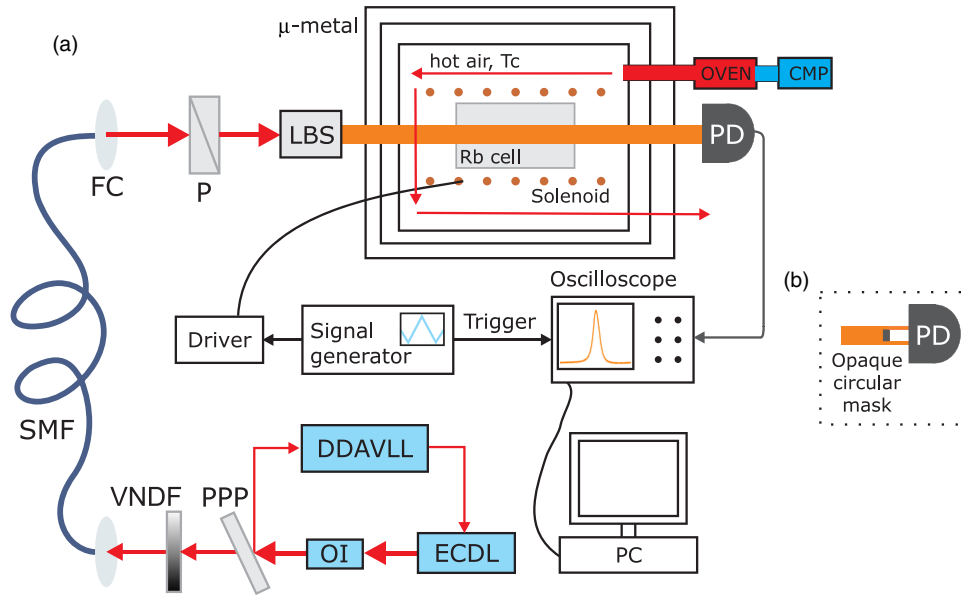 (a)
μ-metal
hot air, Tc
OVEN
CMP
LBS
PD
Rb cell
FC
P
Solenoid
Oscilloscope
(b)
Driver
Signal
generator
Trigger
PD
Opaque
circular
mask
SMF
DDAVLL
VNDF
PPP
OI
ECDL
PC